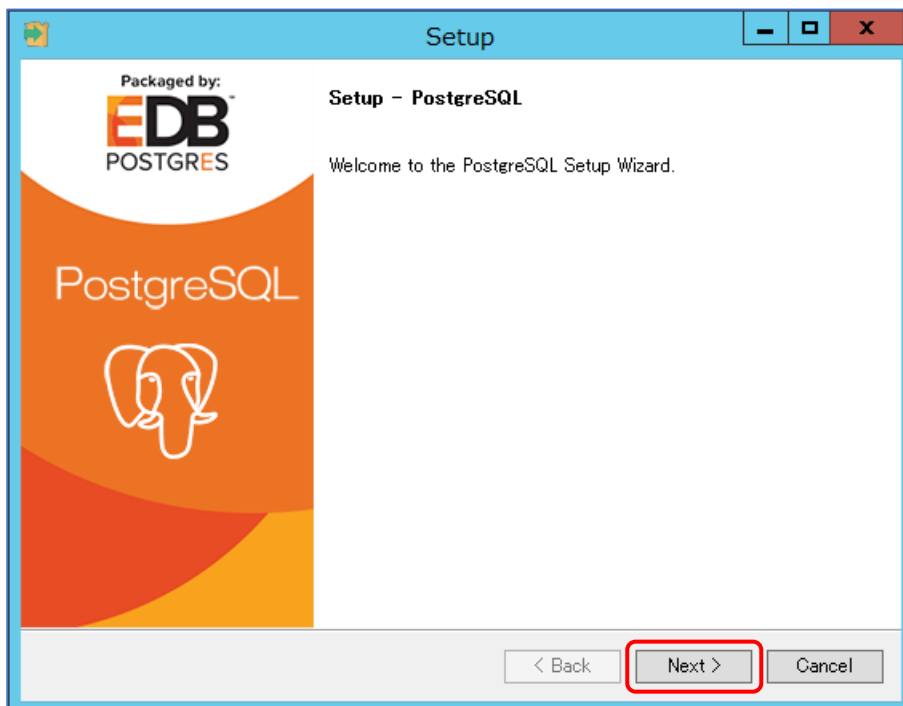 Setup
Packaged by:
EDB
POSTGRES
Setup - PostgreSQL
Welcome to the PostgreSQL Setup Wizard.
PostgreSQL
< Back
Next >
Cancel